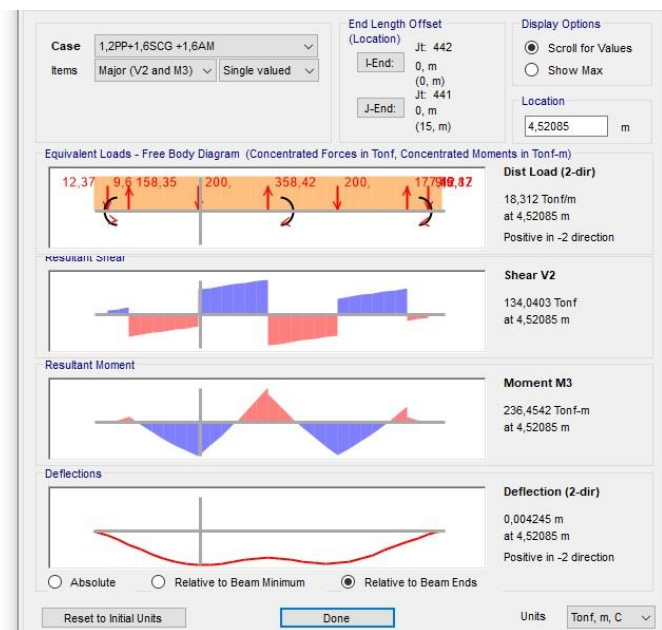 Case 1,2PP+1,6SCG +1,6AM
Items Major (V2 and M3) Single valued
End Length Offset
(Location)
Jt: 442
I-End: 0, m
(0, m)
Jt: 441
J-End: 0, m
(15, m)
Display Options
Scroll for Values
Show Max
Location
4,52085 m
Equivalent Loads - Free Body Diagram (Concentrated Forces in Tonf, Concentrated Moments in Tonf-m)
12,37 9,6 158,35 200, 358,42 200,
Dist Load (2-dir)
18,312 Tonf/m
at 4,52085 m
Positive in -2 direction
Resultant Shear
Shear V2
134,0403 Tonf
at 4,52085 m
Resultant Moment
Moment M3
236,4542 Tonf-m
at 4,52085 m
Deflections
Deflection (2-dir)
0,004245 m
at 4,52085 m
Positive in -2 direction
Absolute Relative to Beam Minimum Relative to Beam Ends
Reset to Initial Units Done Units Tonf, m, C